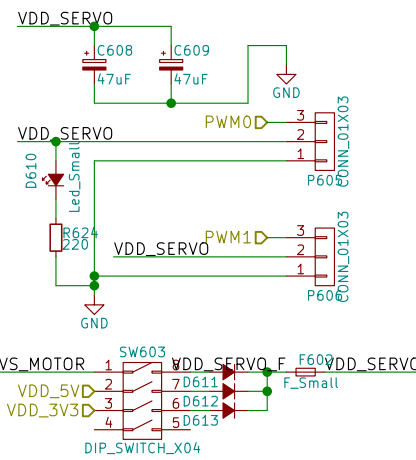 VDD_SERVO
C608
C609
47uF
47uF
GND
PWM0
3
2
1
CONN_01X03
P605
VDD_SERVO
D610
Led_Small
R624
220
PWM1
3
2
1
CONN_01X03
P606
VDD_SERVO
GND
SW603
VS_MOTOR
1
8
VDD_SERVO_F
F602
VDD_SERVO
VDD_5V
2
7
D611
F_Small
VDD_3V3
3
6
D612
4
5
D613
DIP_SWITCH_X04